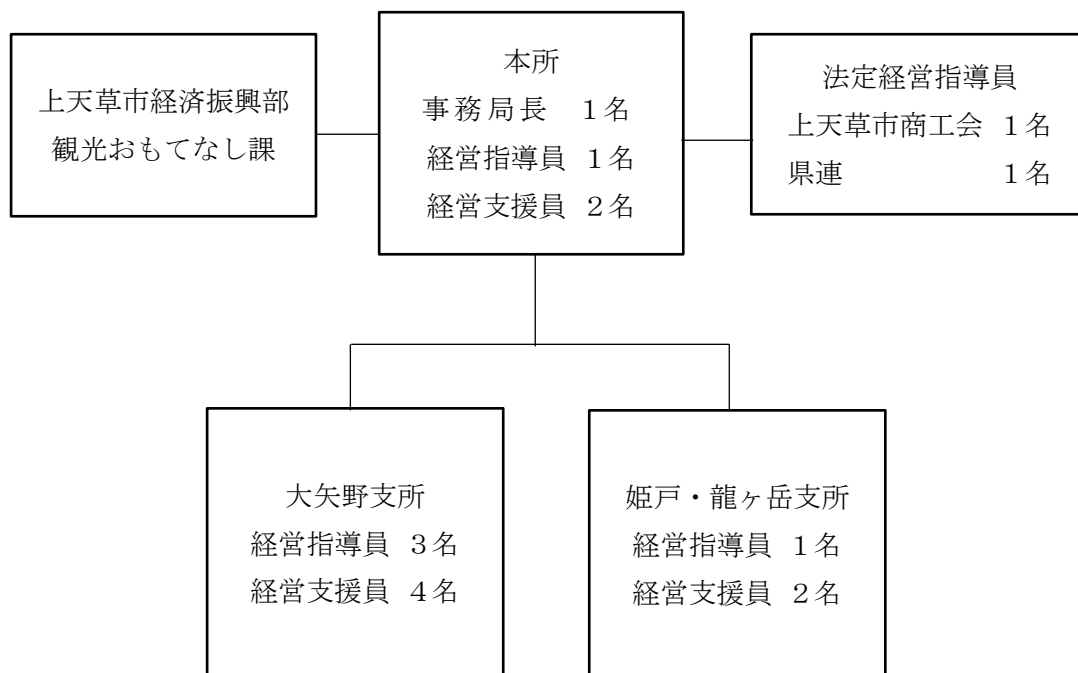 上天草市経済振興部
観光おもてなし課
本所
事務局長 １名
経営指導員 １名
経営支援員 ２名
法定経営指導員
上天草市商工会 １名
県連 １名
大矢野支所
経営指導員 ３名
経営支援員 ４名
姫戸・龍ヶ岳支所
経営指導員 １名
経営支援員 ２名